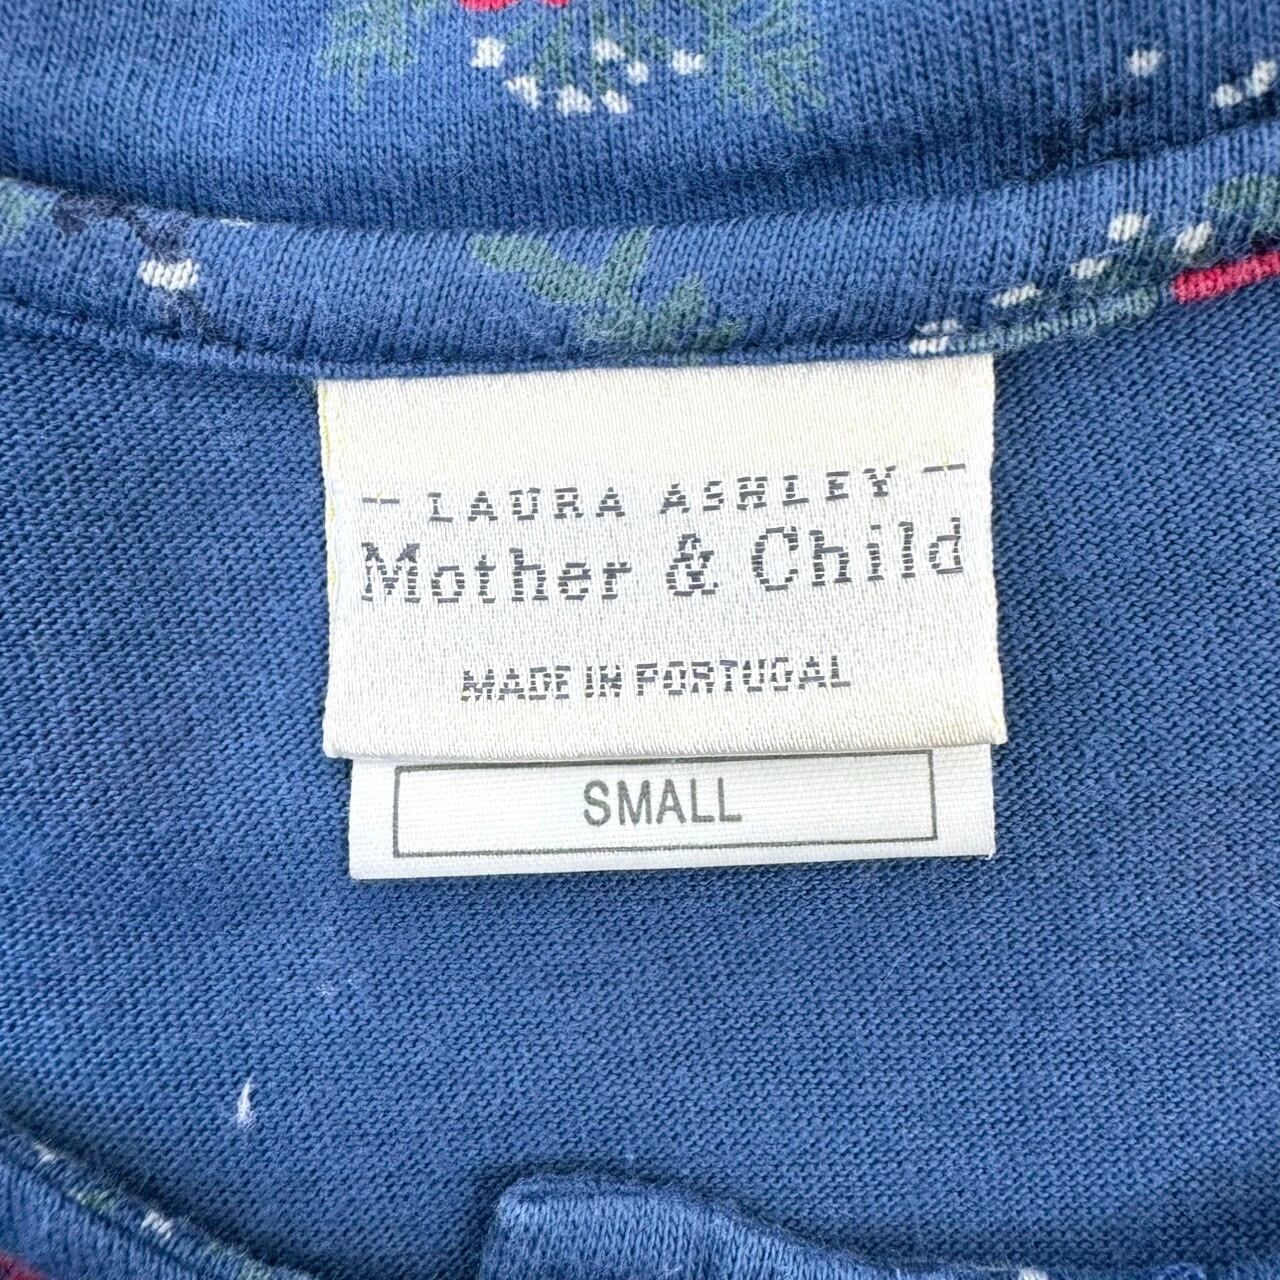 - LAURA ASHLEY -
Mother & Child
MADE IN PORTUGAL
SMALL